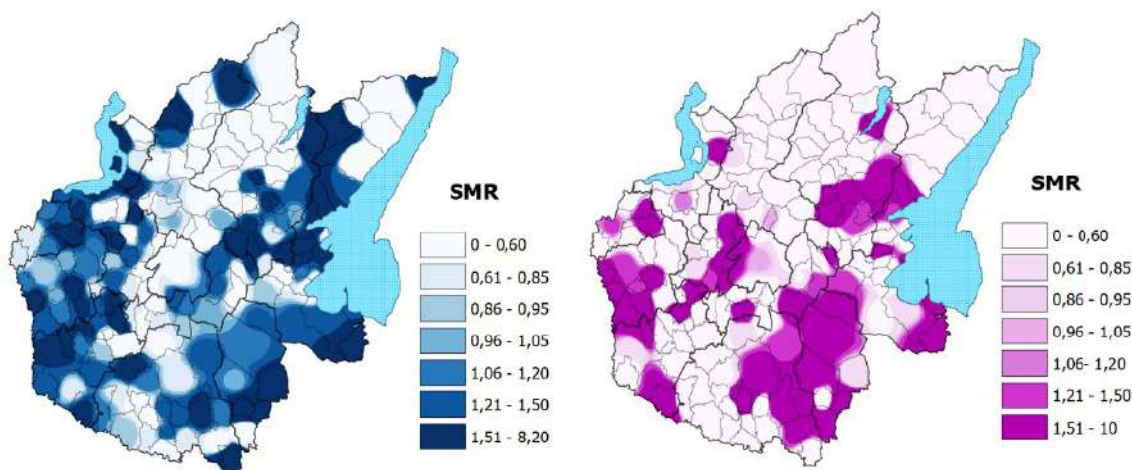 SMR
0 - 0,60
0,61 - 0,85
0,86 - 0,95
0,96 - 1,05
1,06 - 1,20
1,21 - 1,50
1,51 - 8,20
SMR
0 - 0,60
0,61 - 0,85
0,86 - 0,95
0,96 - 1,05
1,06- 1,20
1,21 - 1,50
1,51 - 10